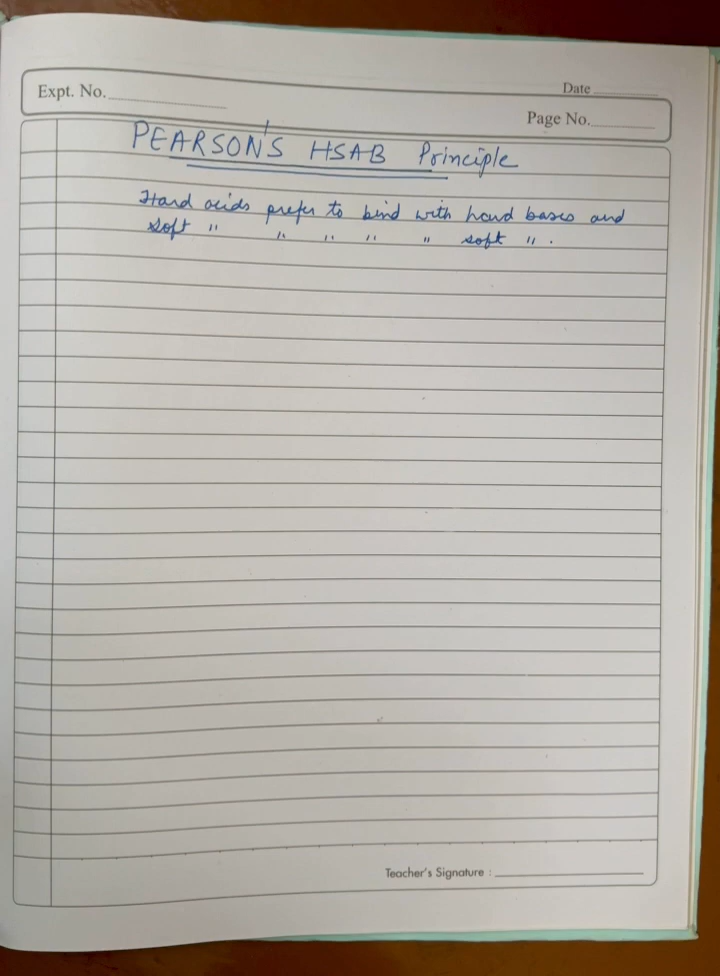 Expt. No.
Date
Page No.
PEARSON'S HSAB Principle
Hard acids prefer to bind with hard bases and
soft " " " " " soft " .
Teacher's Signature :